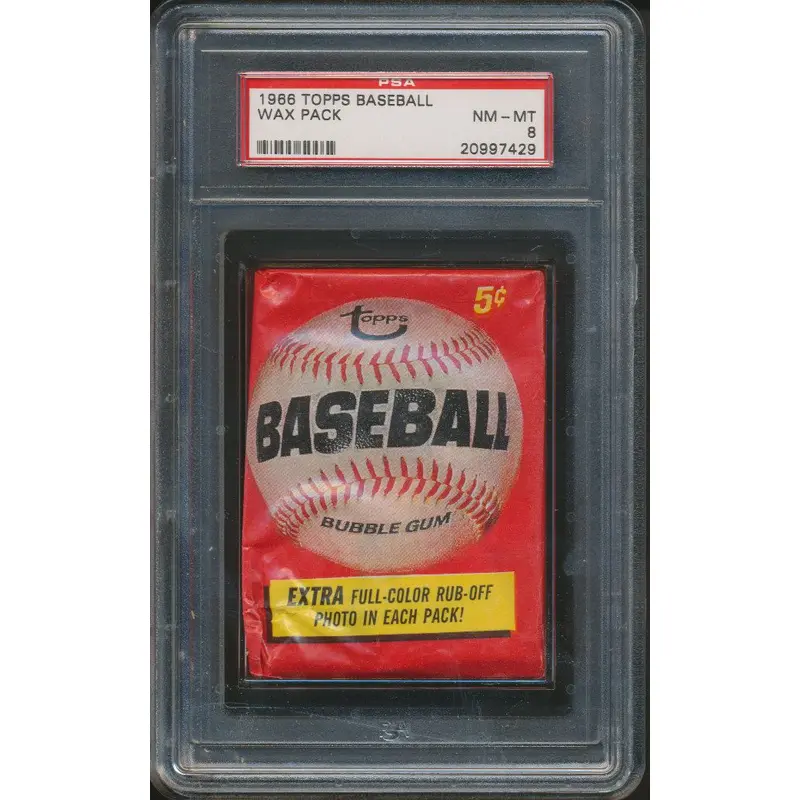 PSA
1966 TOPPS BASEBALL
WAX PACK
NM - MT
8
20997429
5¢
Topps
BASEBALL
BUBBLE GUM
EXTRA FULL-COLOR RUB-OFF
PHOTO IN EACH PACK!